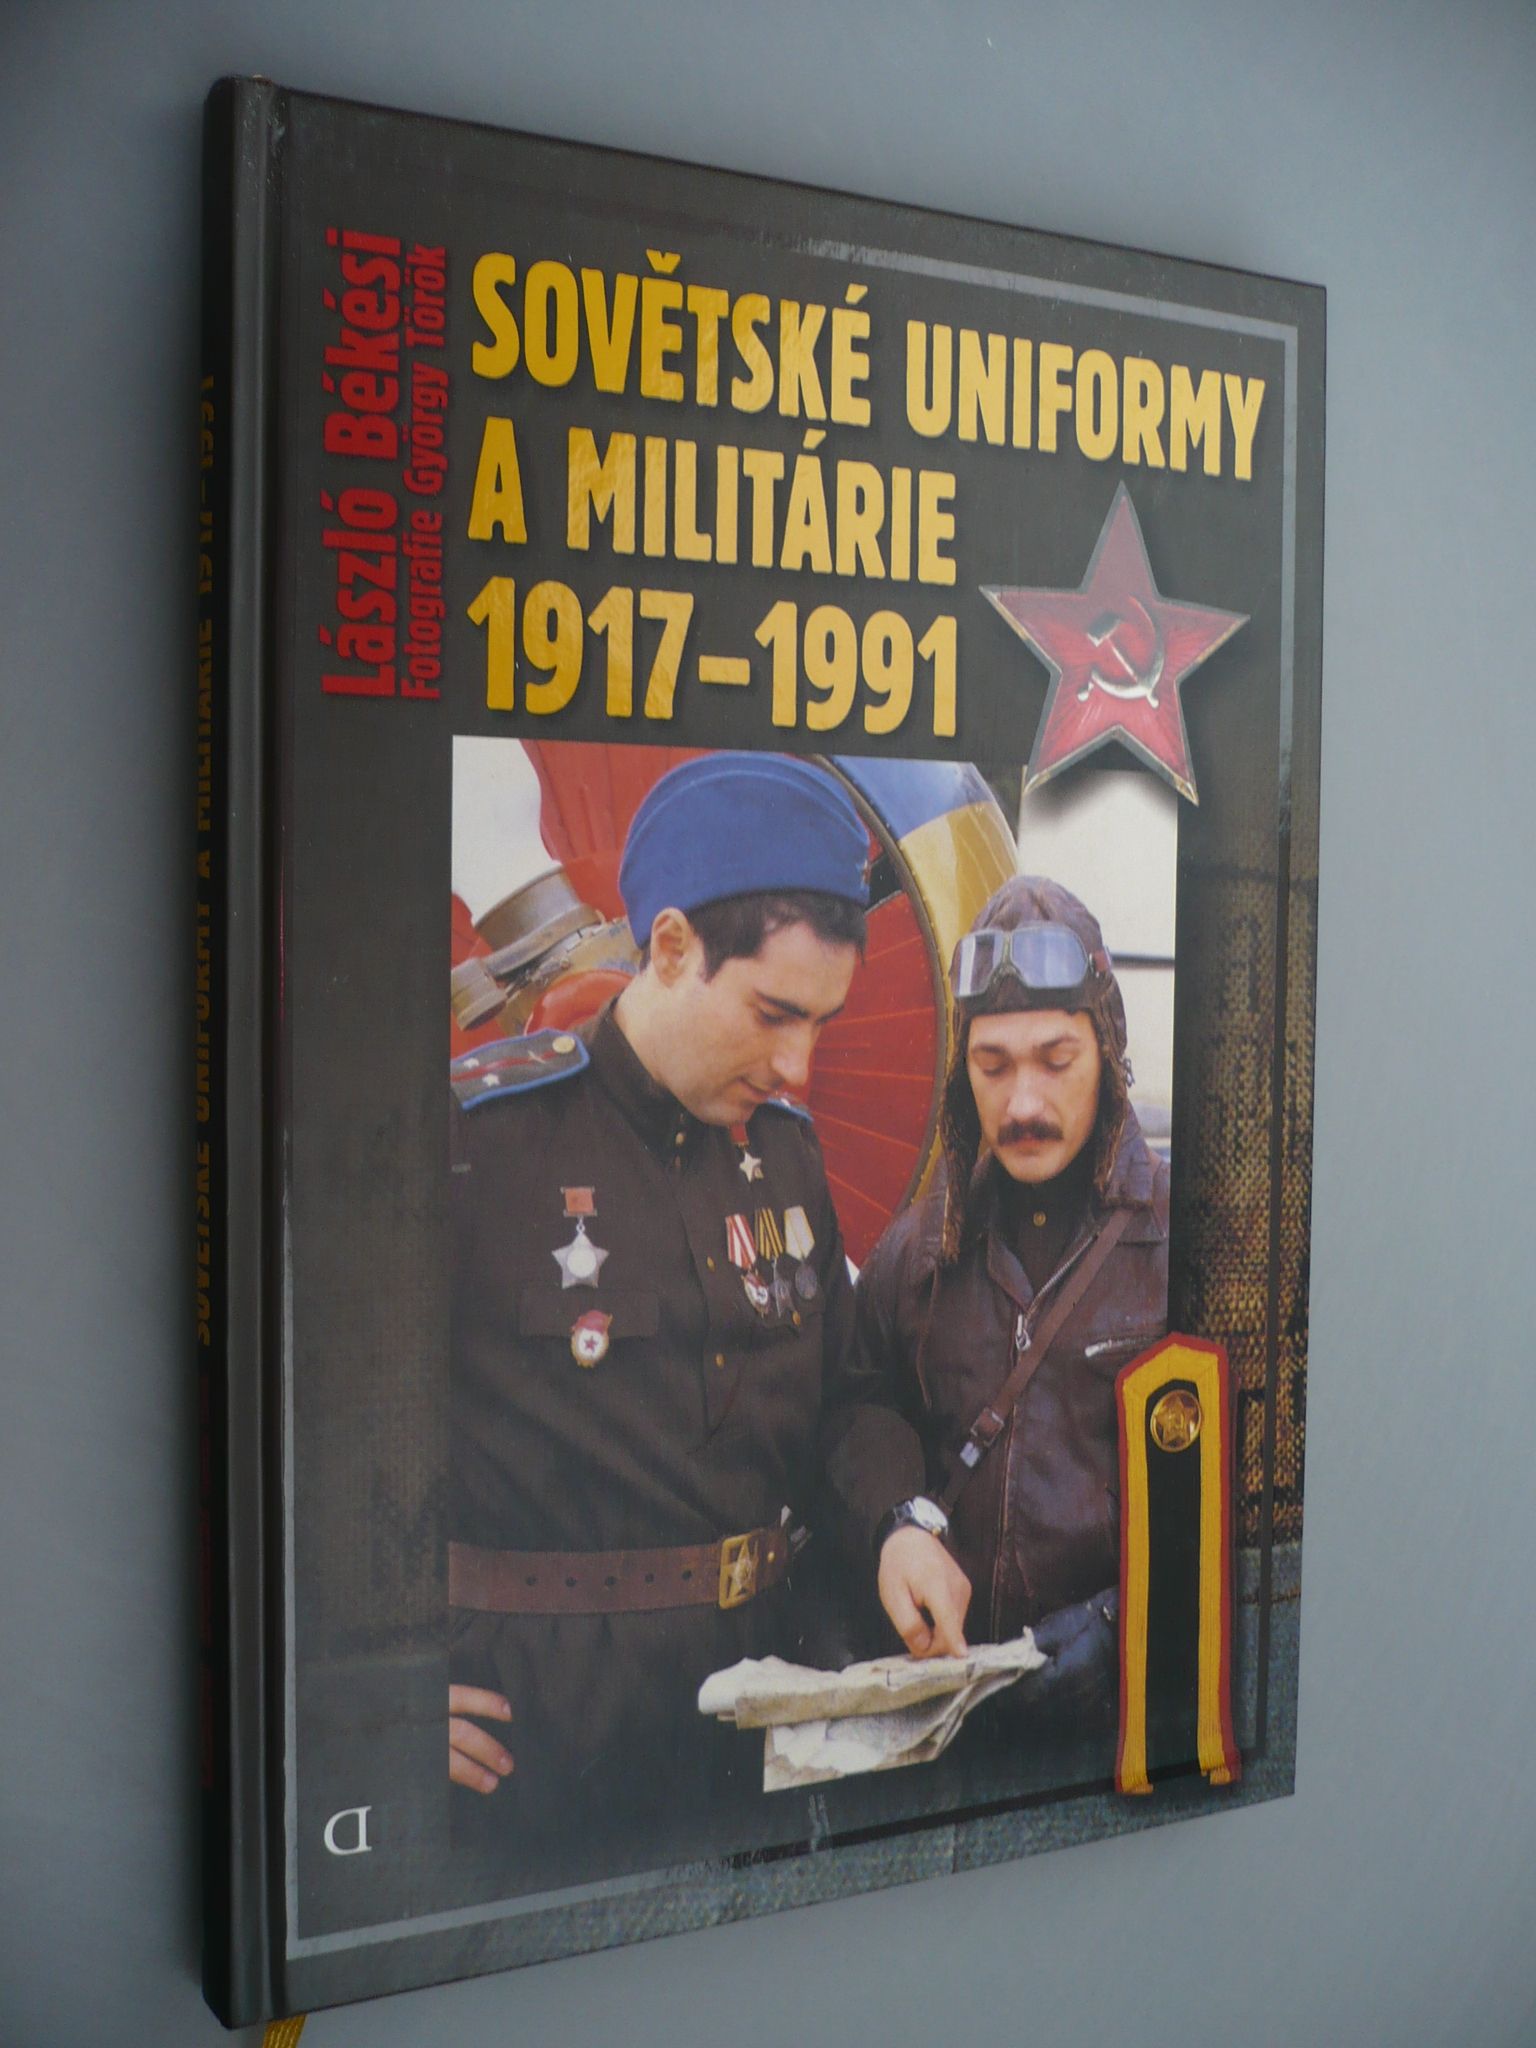 László Békési
Fotografie György Török
SOVĚTSKÉ UNIFORMY
A MILITÁRIE
1917–1991
D
SOVĚTSKÉ UNIFORMY A MILITÁRIE 1917–1991